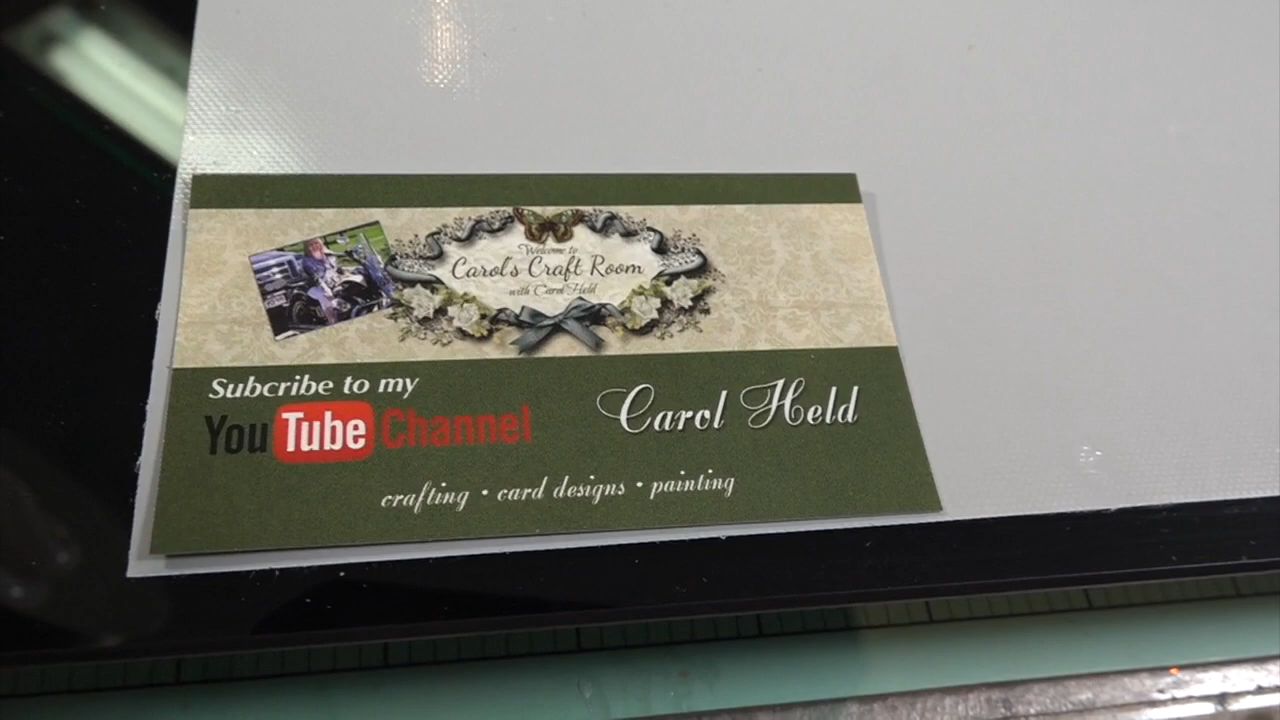 Welcome to
Carol's Craft Room
with Carol Held
Subcribe to my
YouTube Channel
Carol Held
crafting • card designs • painting